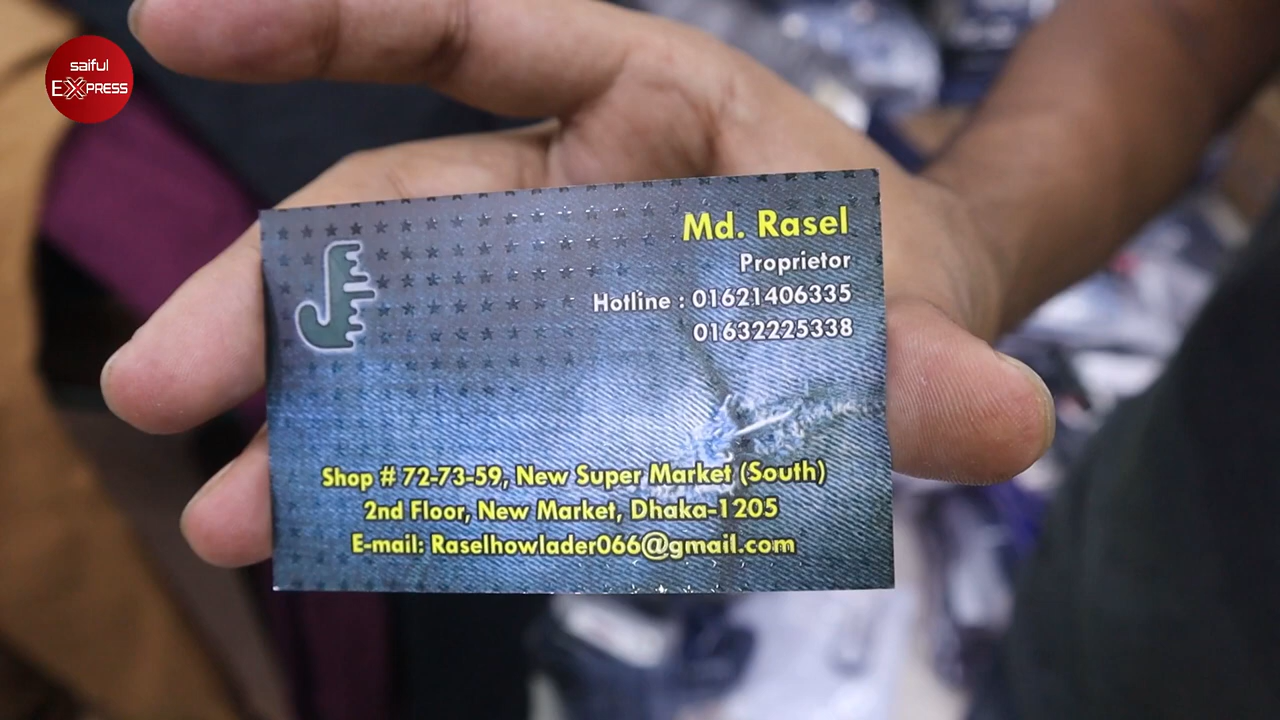 saiful
EXPRESS
Md. Rasel
Proprietor
Hotline : 01621406335
01632225338
Shop # 72-73-59, New Super Market (South)
2nd Floor, New Market, Dhaka-1205
E-mail: Raselhowlader066@gmail.com